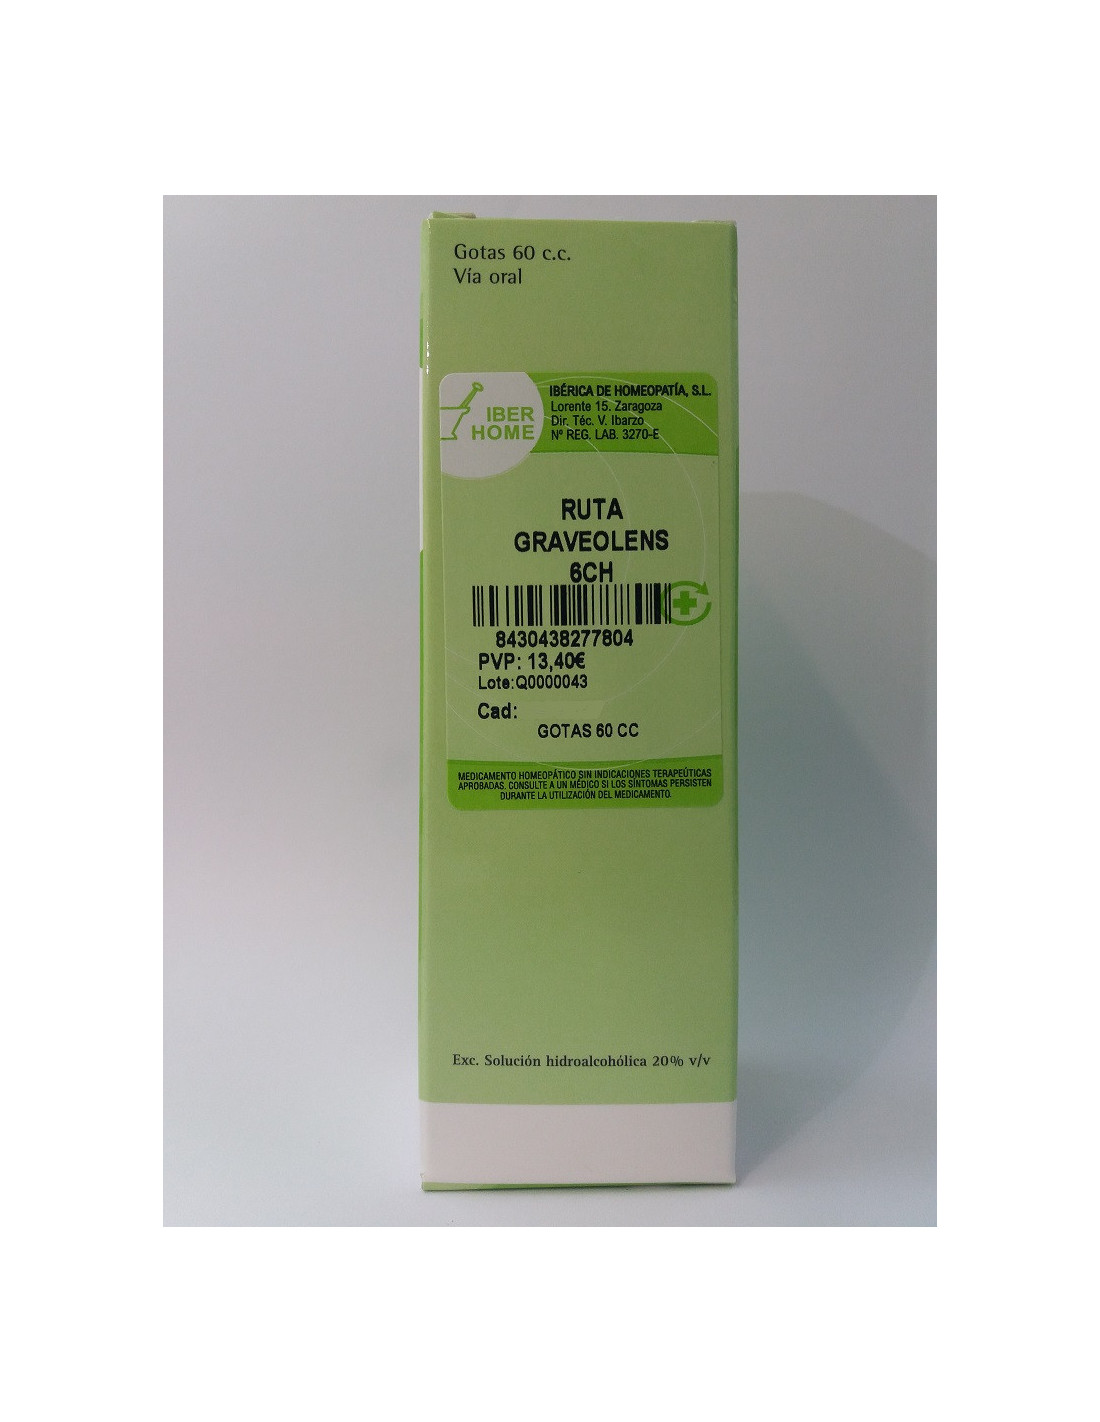 Gotas 60 c.c.
Vía oral
IBER
HOME
IBÉRICA DE HOMEOPATÍA, S.L.
Lorente 15. Zaragoza
Dir. Téc. V. Ibarzo
Nº REG. LAB. 3270-E
RUTA
GRAVEOLENS
6CH
8430438277804
PVP: 13,40€
Lote:Q0000043
Cad:
GOTAS 60 CC
MEDICAMENTO HOMEOPÁTICO SIN INDICACIONES TERAPEÚTICAS
APROBADAS. CONSULTE A UN MÉDICO SI LOS SÍNTOMAS PERSISTEN
DURANTE LA UTILIZACIÓN DEL MEDICAMENTO.
Exc. Solución hidroalcohólica 20% v/v